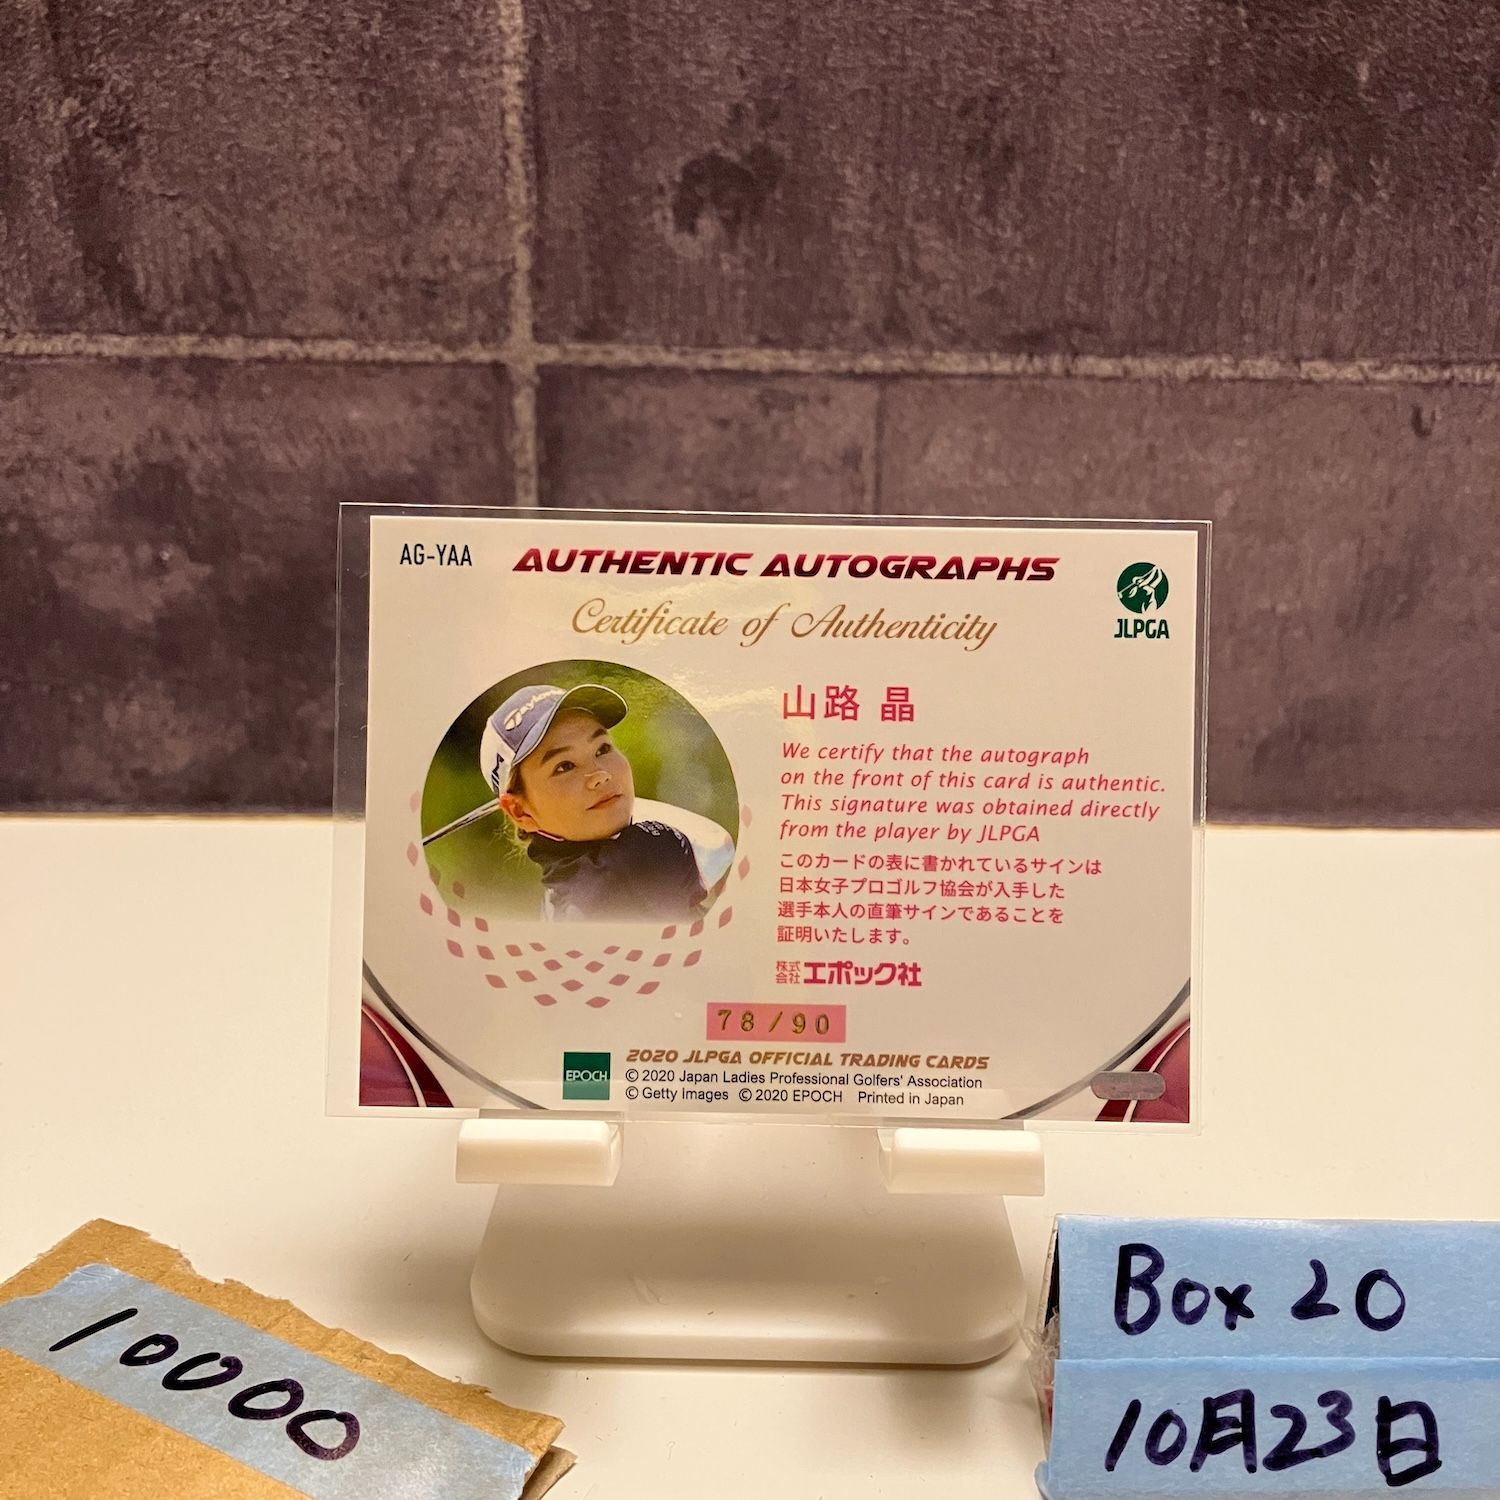 AG-YAA
AUTHENTIC AUTOGRAPHS
Certificate of Authenticity
JLPGA
山路 晶
We certify that the autograph
on the front of this card is authentic.
This signature was obtained directly
from the player by JLPGA
このカードの表に書かれているサインは
日本女子プロゴルフ協会が入手した
選手本人の直筆サインであることを
証明いたします。
株式会社エポック社
78/90
EPOCH
2020 JLPGA OFFICIAL TRADING CARDS
© 2020 Japan Ladies Professional Golfers' Association
© Getty Images © 2020 EPOCH Printed in Japan
10000
Box 20
10月23日